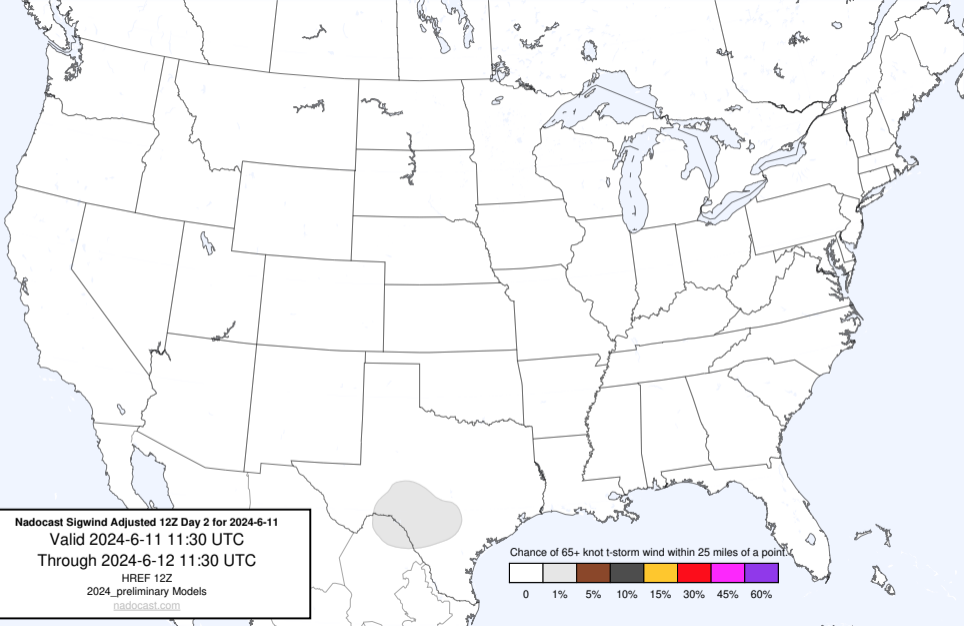 Nadocast Sigwind Adjusted 12Z Day 2 for 2024-6-11
Valid 2024-6-11 11:30 UTC
Through 2024-6-12 11:30 UTC
HREF 12Z
2024_preliminary Models
nadocast.com
Chance of 65+ knot t-storm wind within 25 miles of a point.
0 1% 5% 10% 15% 30% 45% 60%